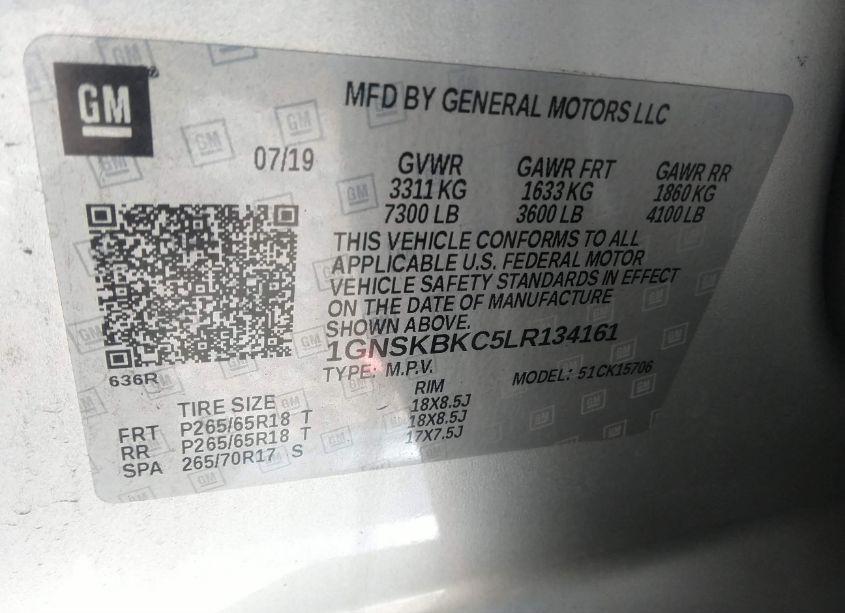 GM
MFD BY GENERAL MOTORS LLC
07/19
GVWR GAWR FRT GAWR RR
3311 KG 1633 KG 1860 KG
7300 LB 3600 LB 4100 LB
THIS VEHICLE CONFORMS TO ALL
APPLICABLE U.S. FEDERAL MOTOR
VEHICLE SAFETY STANDARDS IN EFFECT
ON THE DATE OF MANUFACTURE
SHOWN ABOVE.
1GNSKBKC5LR134161
TYPE: M.P.V. MODEL: 51CK15706
636R
TIRE SIZE RIM
FRT P265/65R18 T 18X8.5J
RR P265/65R18 T 18X8.5J
SPA 265/70R17 S 17X7.5J